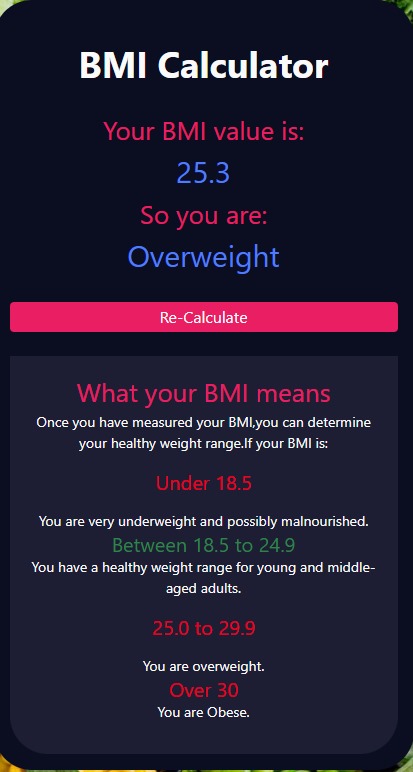 BMI Calculator
Your BMI value is:
25.3
So you are:
Overweight
Re-Calculate
What your BMI means
Once you have measured your BMI,you can determine
your healthy weight range.If your BMI is:
Under 18.5
You are very underweight and possibly malnourished.
Between 18.5 to 24.9
You have a healthy weight range for young and middle-
aged adults.
25.0 to 29.9
You are overweight.
Over 30
You are Obese.